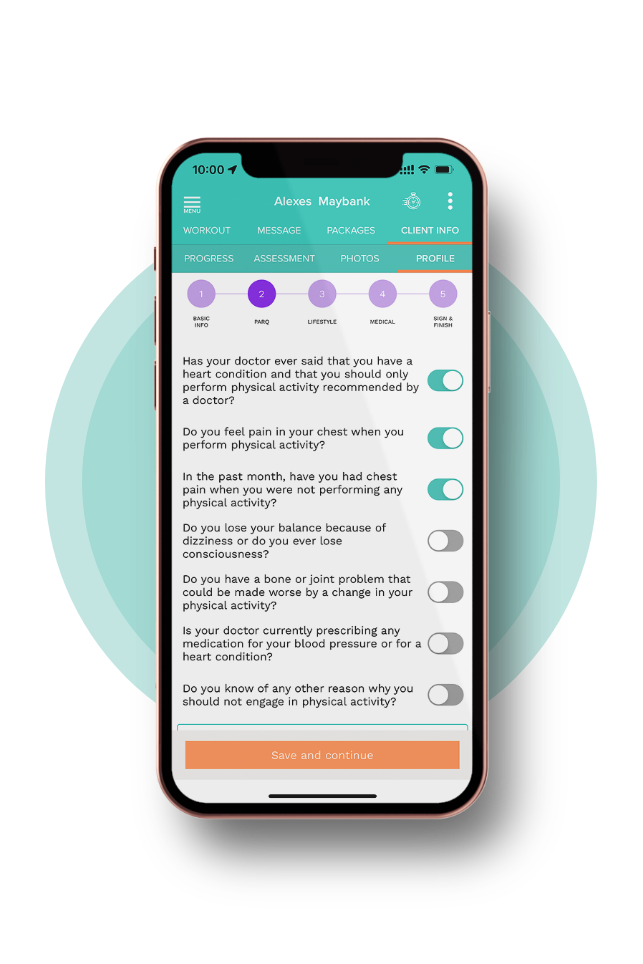 10:00
Alexes Maybank
MENU
WORKOUT MESSAGE PACKAGES CLIENT INFO
PROGRESS ASSESSMENT PHOTOS PROFILE
1 2 3 4 5
BASIC INFO PARQ LIFESTYLE MEDICAL SIGN & FINISH
Has your doctor ever said that you have a
heart condition and that you should only
perform physical activity recommended by
a doctor?
Do you feel pain in your chest when you
perform physical activity?
In the past month, have you had chest
pain when you were not performing any
physical activity?
Do you lose your balance because of
dizziness or do you ever lose
consciousness?
Do you have a bone or joint problem that
could be made worse by a change in your
physical activity?
Is your doctor currently prescribing any
medication for your blood pressure or for a
heart condition?
Do you know of any other reason why you
should not engage in physical activity?
Save and continue